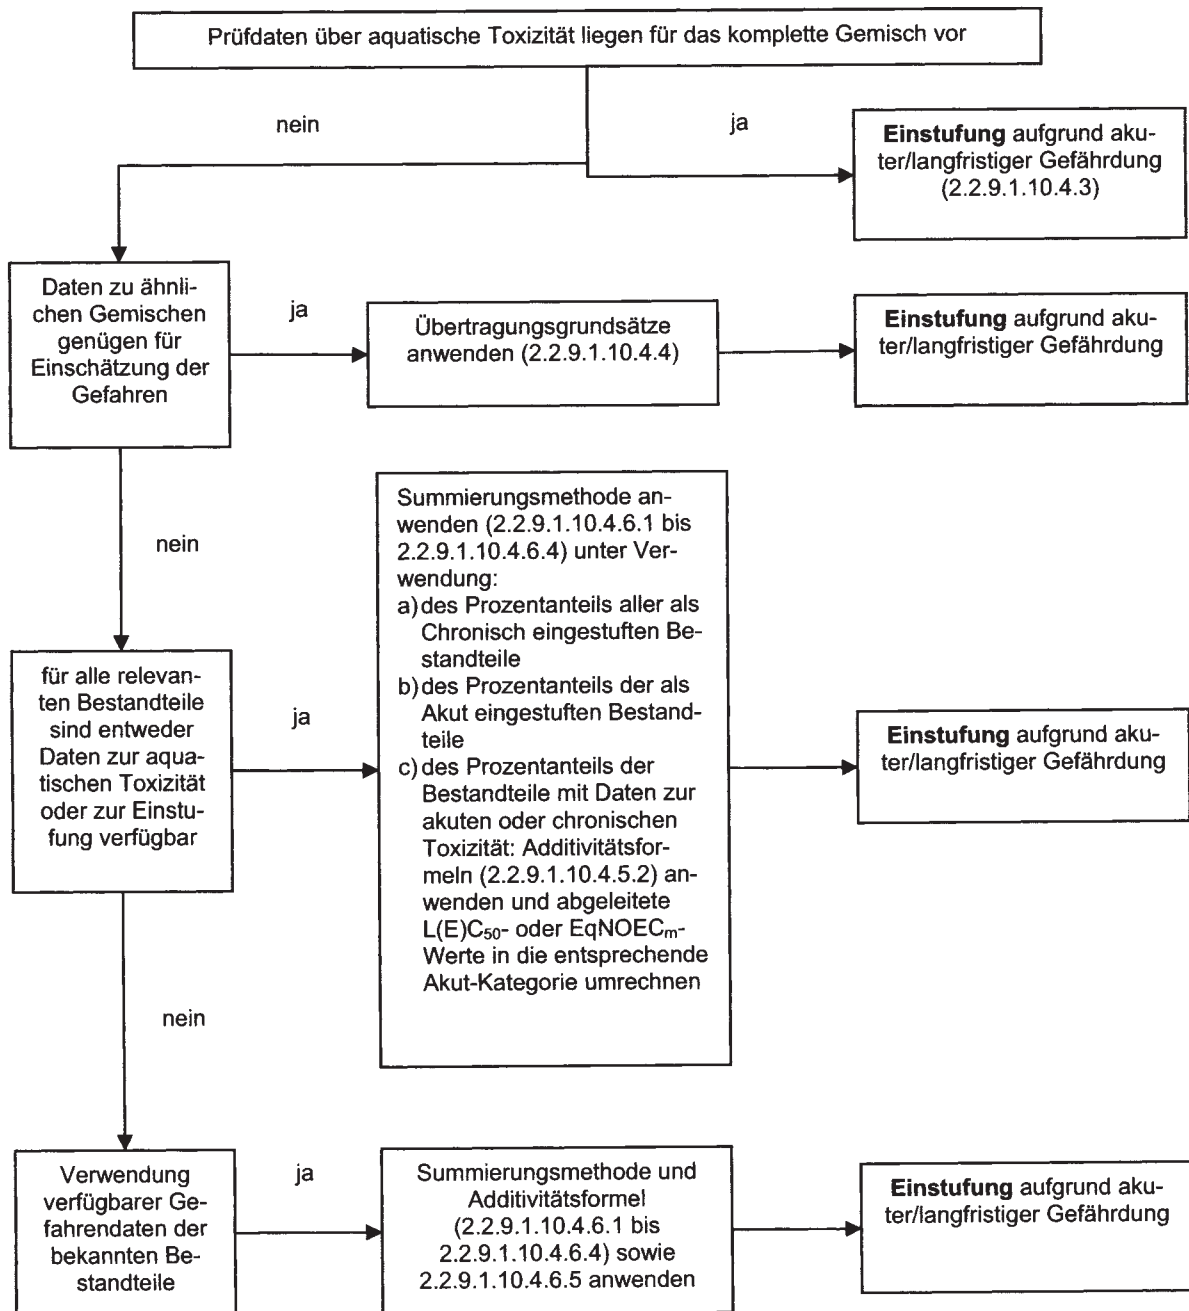 Prüfdaten über aquatische Toxizität liegen für das komplette Gemisch vor
nein
ja
Einstufung aufgrund aku-
ter/langfristiger Gefährdung
(2.2.9.1.10.4.3)
Daten zu ähnli-
chen Gemischen
genügen für
Einschätzung der
Gefahren
ja
Übertragungsgrundsätze
anwenden (2.2.9.1.10.4.4)
Einstufung aufgrund aku-
ter/langfristiger Gefährdung
nein
Summierungsmethode an-
wenden (2.2.9.1.10.4.6.1 bis
2.2.9.1.10.4.6.4) unter Ver-
wendung:
a) des Prozentanteils aller als
Chronisch eingestuften Be-
standteile
b) des Prozentanteils der als
Akut eingestuften Bestand-
teile
c) des Prozentanteils der
Bestandteile mit Daten zur
akuten oder chronischen
Toxizität: Additivitätsfor-
meln (2.2.9.1.10.4.5.2) an-
wenden und abgeleitete
L(E)C₅₀- oder EqNOECₘ-
Werte in die entsprechende
Akut-Kategorie umrechnen
für alle relevan-
ten Bestandteile
sind entweder
Daten zur aqua-
tischen Toxizität
oder zur Einstu-
fung verfügbar
ja
Einstufung aufgrund aku-
ter/langfristiger Gefährdung
nein
Verwendung
verfügbarer Ge-
fahrendaten der
bekannten Be-
standteile
ja
Summierungsmethode und
Additivitätsformel
(2.2.9.1.10.4.6.1 bis
2.2.9.1.10.4.6.4) sowie
2.2.9.1.10.4.6.5 anwenden
Einstufung aufgrund aku-
ter/langfristiger Gefährdung